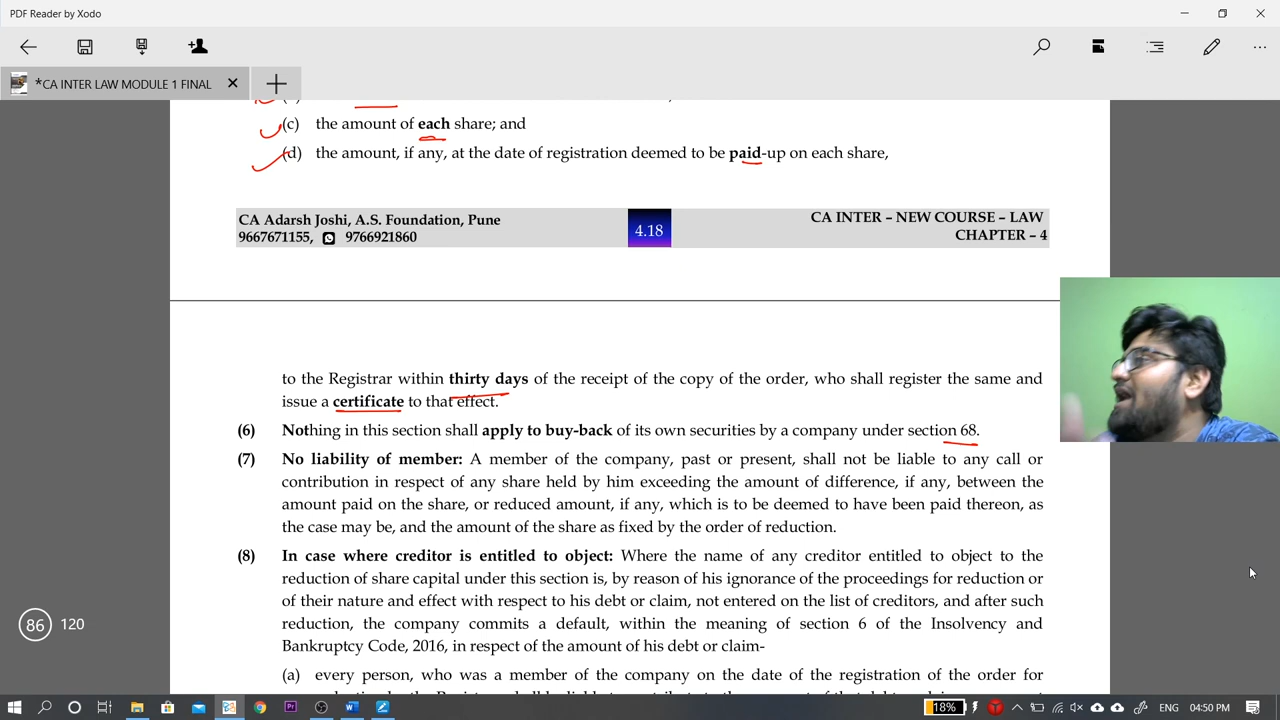 PDF Reader by Xodo
*CA INTER LAW MODULE 1 FINAL
(c) the amount of each share; and
(d) the amount, if any, at the date of registration deemed to be paid-up on each share,
CA Adarsh Joshi, A.S. Foundation, Pune
9667671155, 9766921860
4.18
CA INTER – NEW COURSE – LAW
CHAPTER – 4
to the Registrar within thirty days of the receipt of the copy of the order, who shall register the same and
issue a certificate to that effect.
(6) Nothing in this section shall apply to buy-back of its own securities by a company under section 68.
(7) No liability of member: A member of the company, past or present, shall not be liable to any call or
contribution in respect of any share held by him exceeding the amount of difference, if any, between the
amount paid on the share, or reduced amount, if any, which is to be deemed to have been paid thereon, as
the case may be, and the amount of the share as fixed by the order of reduction.
(8) In case where creditor is entitled to object: Where the name of any creditor entitled to object to the
reduction of share capital under this section is, by reason of his ignorance of the proceedings for reduction or
of their nature and effect with respect to his debt or claim, not entered on the list of creditors, and after such
reduction, the company commits a default, within the meaning of section 6 of the Insolvency and
Bankruptcy Code, 2016, in respect of the amount of his debt or claim-
(a) every person, who was a member of the company on the date of the registration of the order for
86 120
18% ENG 04:50 PM